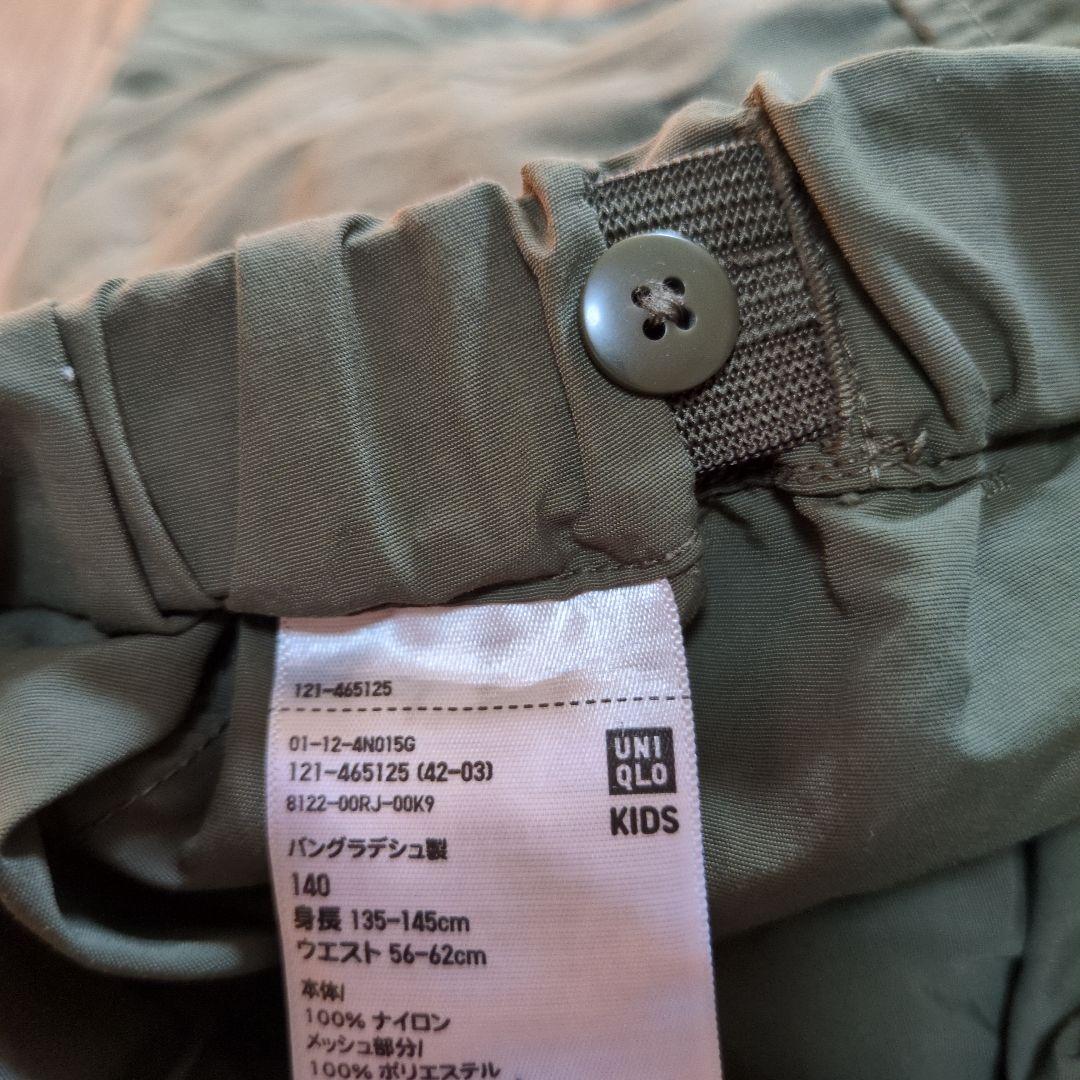 121-465125
01-12-4N015G
121-465125 (42-03)
8122-00RJ-00K9
UNI
QLO
KIDS
バングラデシュ製
140
身長 135-145cm
ウエスト 56-62cm
本体/
100% ナイロン
メッシュ部分/
100% ポリエステル